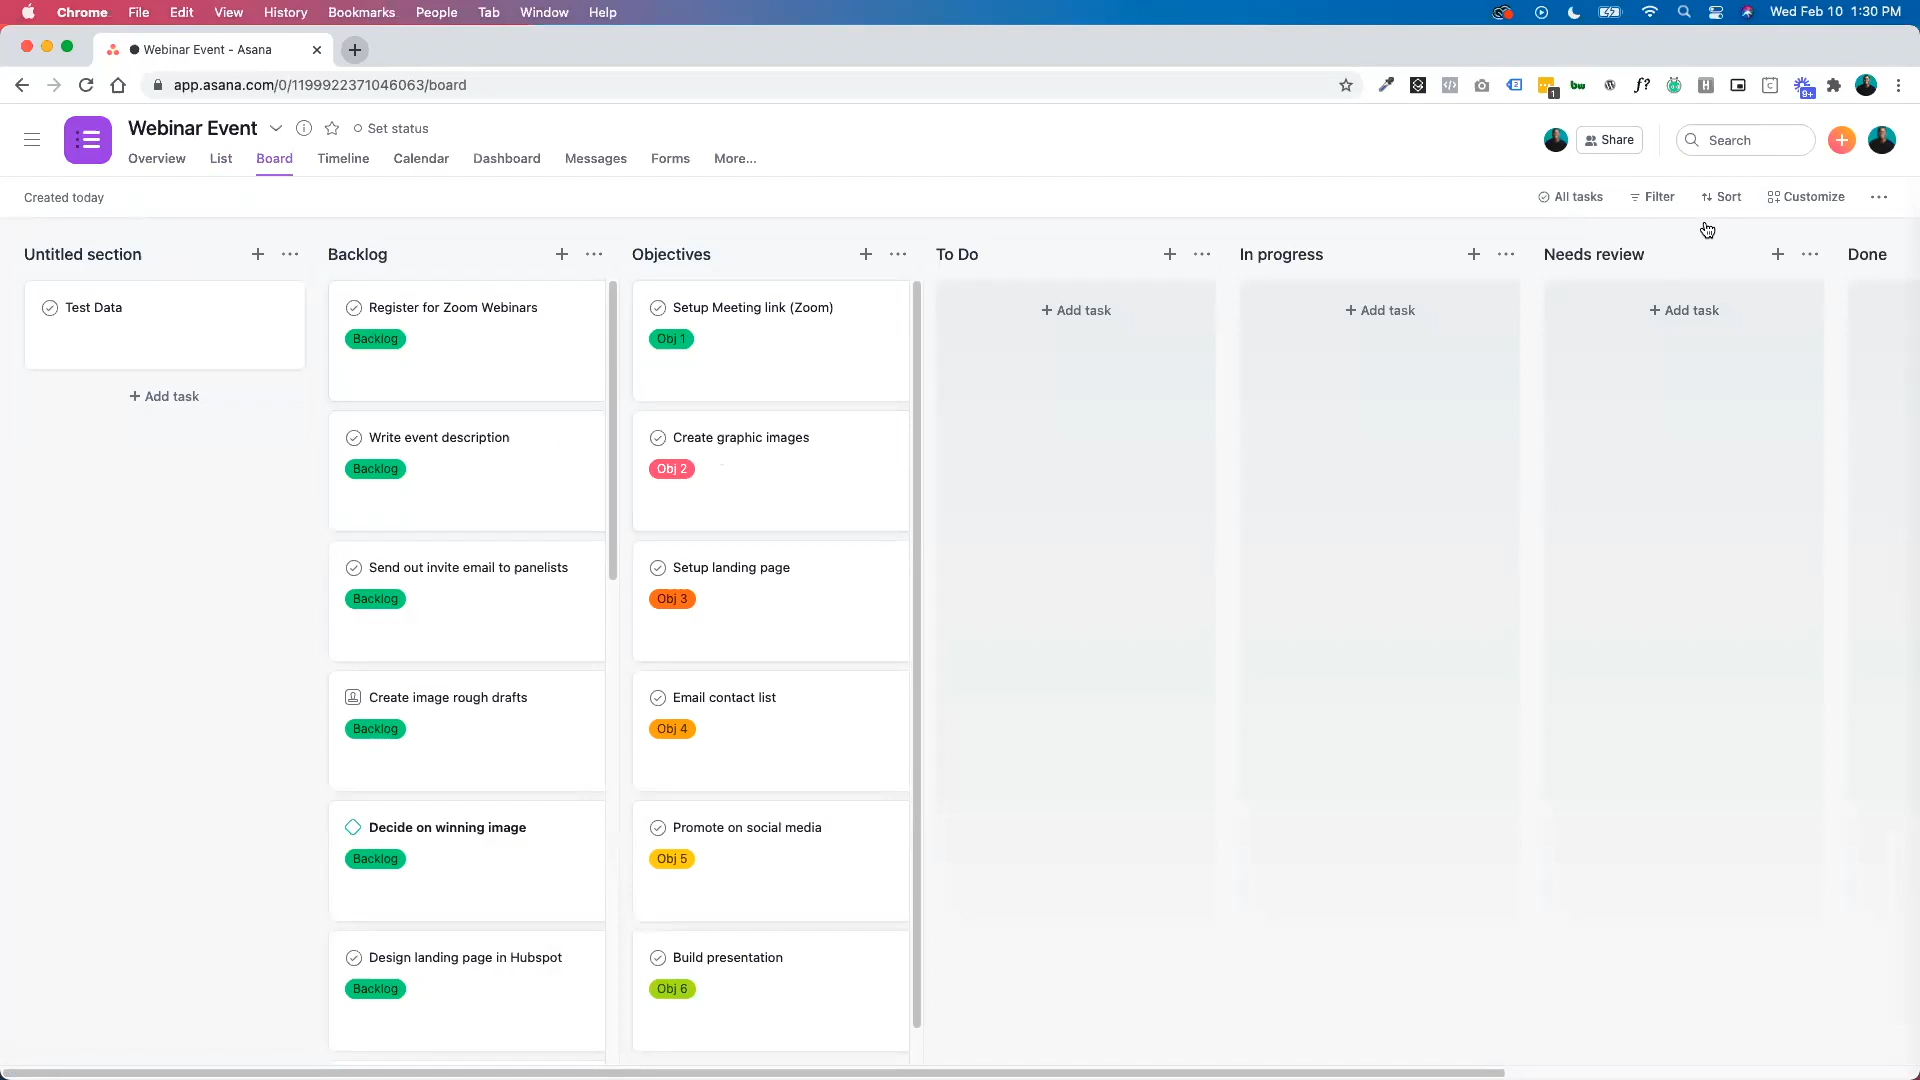 Chrome File Edit View History Bookmarks People Tab Window Help Wed Feb 10 1:30 PM
Webinar Event - Asana
app.asana.com/0/1199922371046063/board
1 bw f? H C 9+
Webinar Event Set status
Share Search
Overview List Board Timeline Calendar Dashboard Messages Forms More...
Created today All tasks Filter Sort Customize
Untitled section Backlog Objectives To Do In progress Needs review Done
Test Data Register for Zoom Webinars Setup Meeting link (Zoom) + Add task + Add task + Add task
Backlog Obj 1
+ Add task
Write event description Create graphic images
Backlog Obj 2
Send out invite email to panelists Setup landing page
Backlog Obj 3
Create image rough drafts Email contact list
Backlog Obj 4
Decide on winning image Promote on social media
Backlog Obj 5
Design landing page in Hubspot Build presentation
Backlog Obj 6